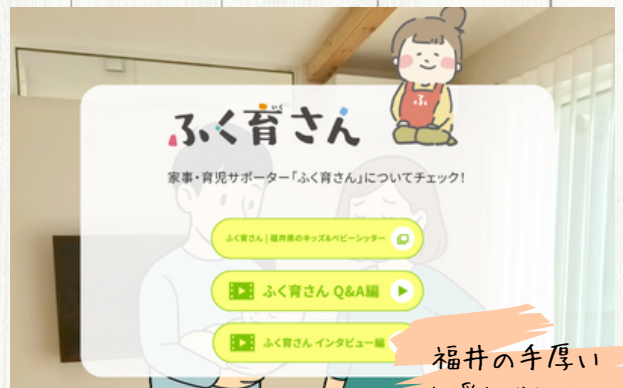 いく
ふく育さん
ふ
家事・育児サポーター「ふく育さん」についてチェック!
ふく育さん | 福井県のキッズ&ベビーシッター
ふく育さん Q&A編
ふく育さん インタビュー編
福井の手厚い